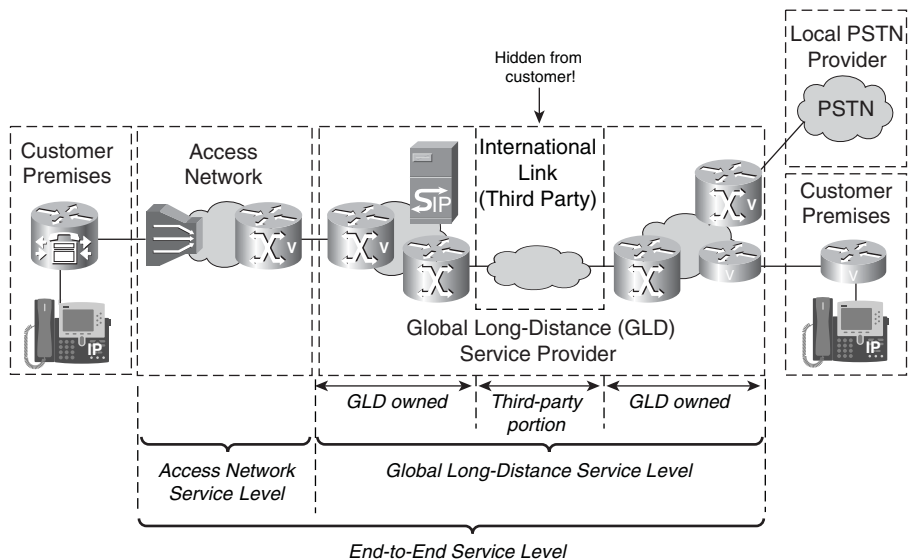 Local PSTN
Provider
PSTN
Hidden from
customer!
Customer
Premises
Access
Network
International
Link
(Third Party)
Customer
Premises
SIP
V
V
V
V
V
IP
IP
Global Long-Distance (GLD)
Service Provider
GLD owned
Third-party
portion
GLD owned
Access Network
Service Level
Global Long-Distance Service Level
End-to-End Service Level